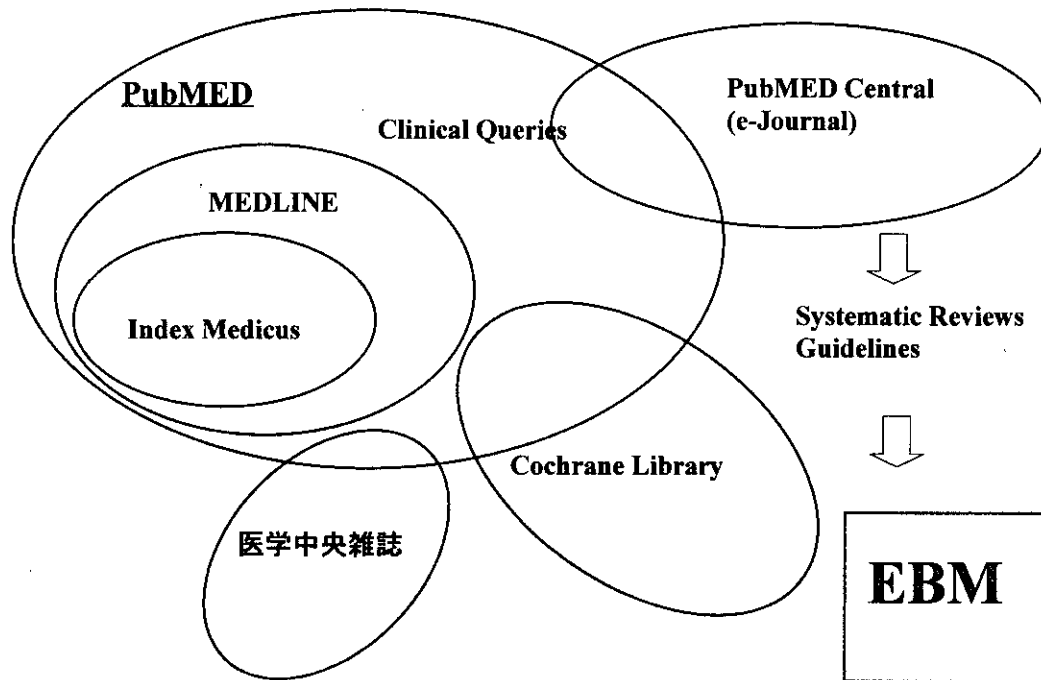 PubMED
Clinical Queries
PubMED Central
(e-Journal)
MEDLINE
Index Medicus
Systematic Reviews
Guidelines
Cochrane Library
医学中央雑誌
EBM